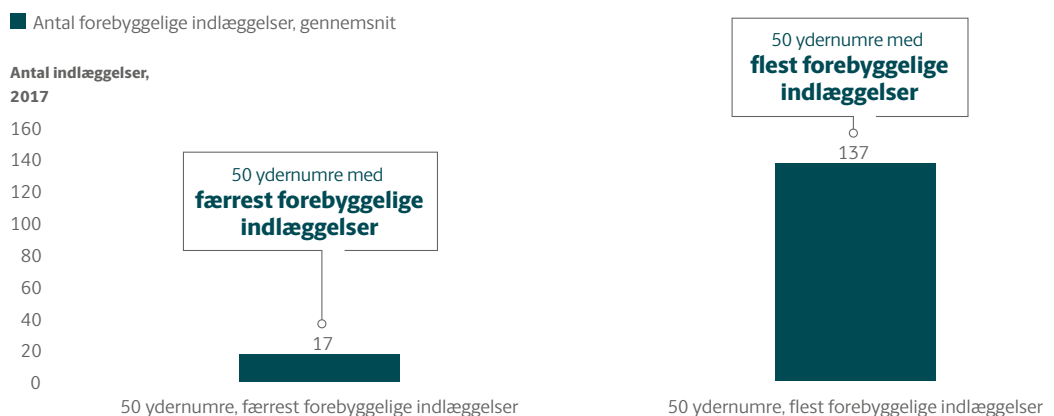 Antal forebyggelige indlæggelser, gennemsnit
Antal indlæggelser,
2017
160
140
120
100
80
60
40
20
0
50 ydernumre med
færrest forebyggelige
indlæggelser
17
50 ydernumre, færrest forebyggelige indlæggelser
50 ydernumre med
flest forebyggelige
indlæggelser
137
50 ydernumre, flest forebyggelige indlæggelser